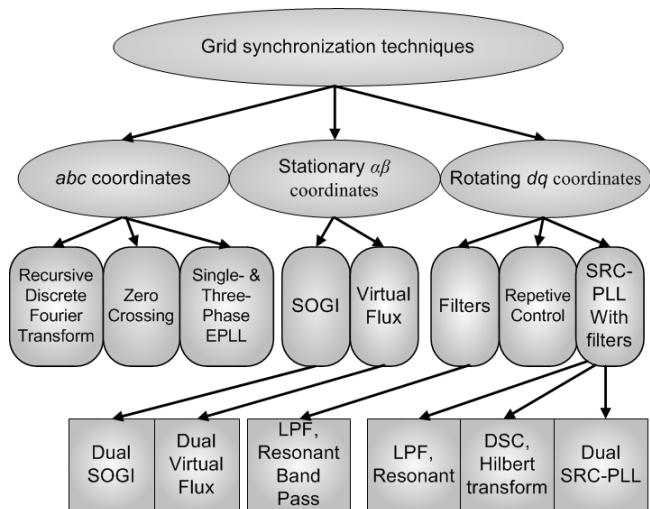 Grid synchronization techniques
abc coordinates
Stationary αβ
coordinates
Rotating dq coordinates
Recursive
Discrete
Fourier
Transform
Zero
Crossing
Single- &
Three-
Phase
EPLL
SOGI
Virtual
Flux
Filters
Repetive
Control
SRC-
PLL
With
filters
Dual
SOGI
Dual
Virtual
Flux
LPF,
Resonant
Band
Pass
LPF,
Resonant
DSC,
Hilbert
transform
Dual
SRC-PLL